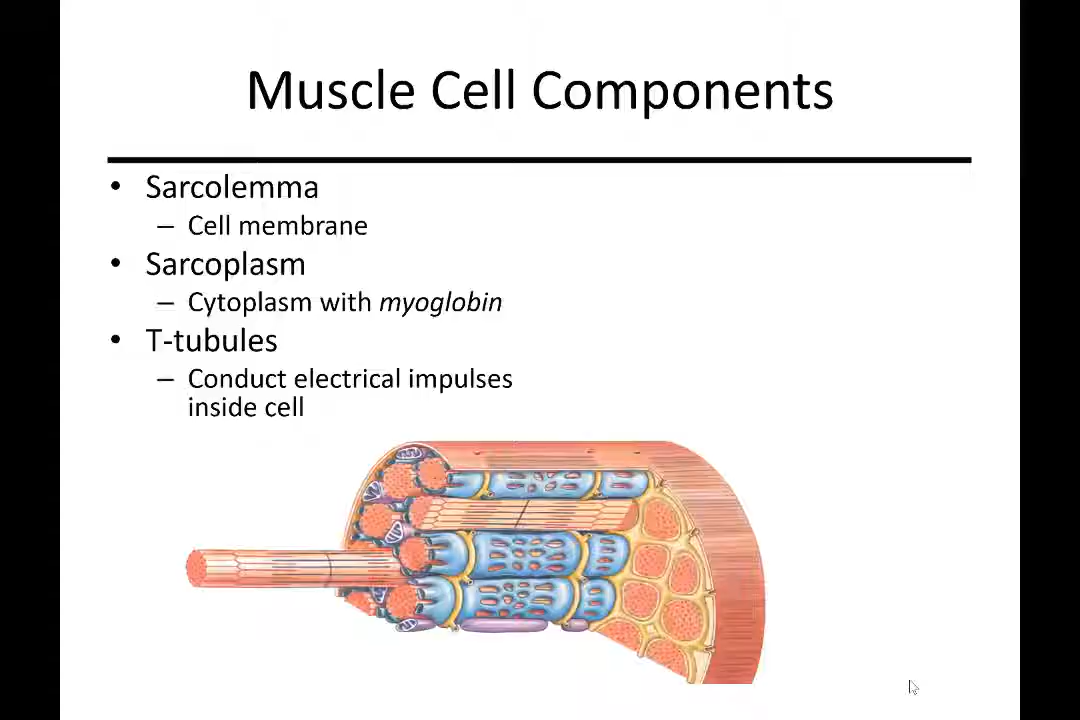 Muscle Cell Components
• Sarcolemma
– Cell membrane
• Sarcoplasm
– Cytoplasm with myoglobin
• T-tubules
– Conduct electrical impulses
inside cell